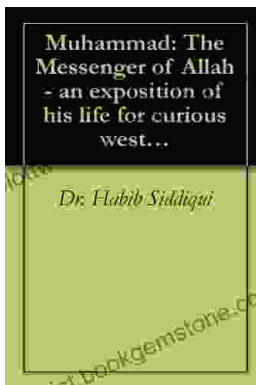 Muhammad: The
Messenger of Allah
- an exposition of
his life for curious
west...
Dr. Habib Siddiqui
bookgemstone.co